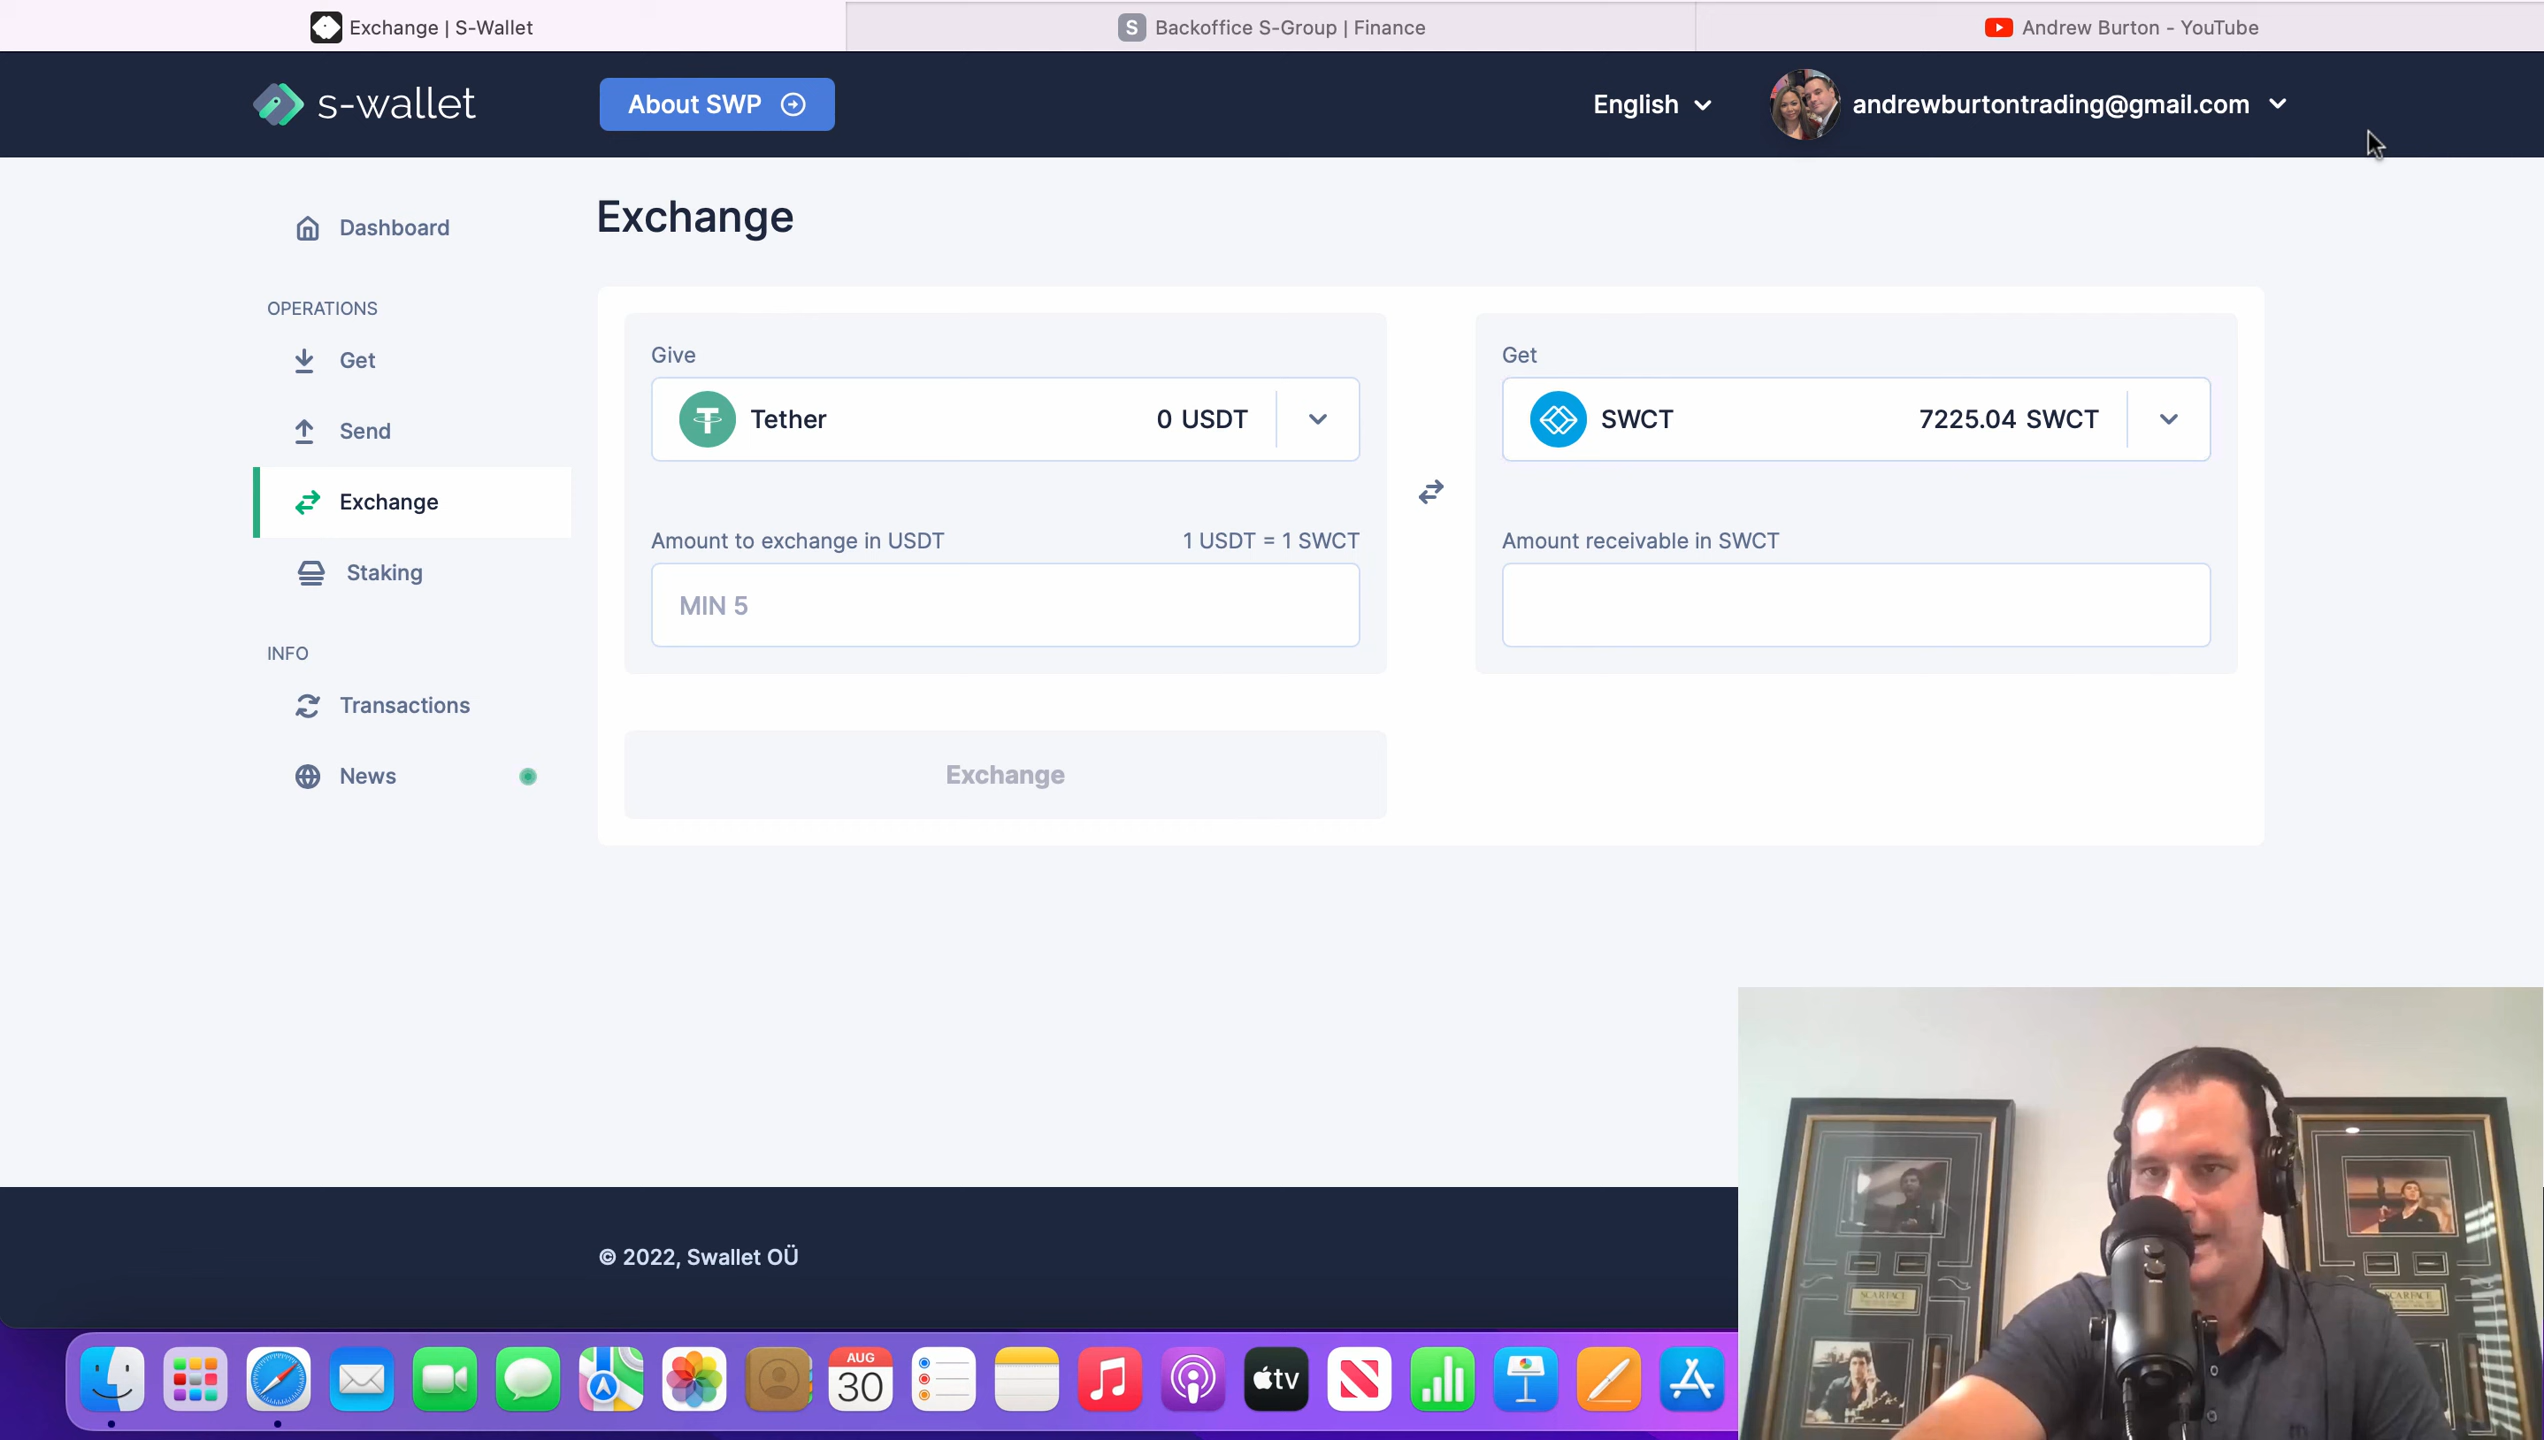 Exchange | S-Wallet
S Backoffice S-Group | Finance
Andrew Burton - YouTube
s-wallet
About SWP
English
andrewburtontrading@gmail.com
Dashboard
OPERATIONS
Get
Send
Exchange
Staking
INFO
Transactions
News
Exchange
Give
Tether
0 USDT
Amount to exchange in USDT
1 USDT = 1 SWCT
MIN 5
Get
SWCT
7225.04 SWCT
Amount receivable in SWCT
Exchange
© 2022, Swallet OÜ
AUG
30
tv
SCARFACE